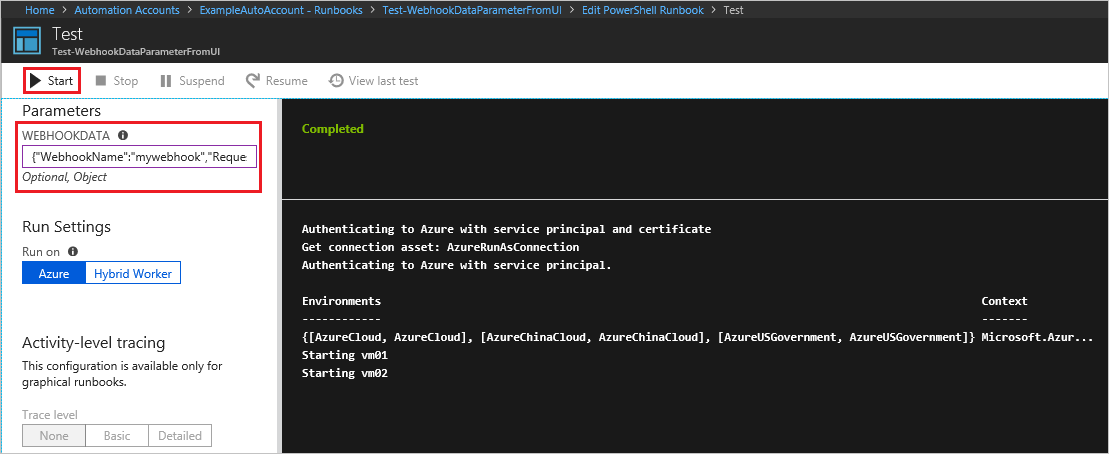 Home > Automation Accounts > ExampleAutoAccount - Runbooks > Test-WebhookDataParameterFromUI > Edit PowerShell Runbook > Test
Test
Test-WebhookDataParameterFromUI
Start Stop Suspend Resume View last test
Parameters
WEBHOOKDATA
{"WebhookName":"mywebhook","Reques
Optional, Object
Run Settings
Run on
Azure Hybrid Worker
Activity-level tracing
This configuration is available only for
graphical runbooks.
Trace level
None Basic Detailed
Completed
Authenticating to Azure with service principal and certificate
Get connection asset: AzureRunAsConnection
Authenticating to Azure with service principal.
Environments Context
------------ -------
{[AzureCloud, AzureCloud], [AzureChinaCloud, AzureChinaCloud], [AzureUSGovernment, AzureUSGovernment]} Microsoft.Azur...
Starting vm01
Starting vm02